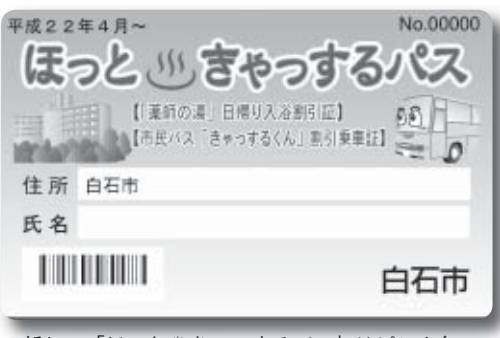 平成22年4月～
No.00000
ほっと♨きゃっするパス
【「薬師の湯」日帰り入浴割引証】
【市民バス「きゃっするくん」割引乗車証】
住所 白石市
氏名
白石市